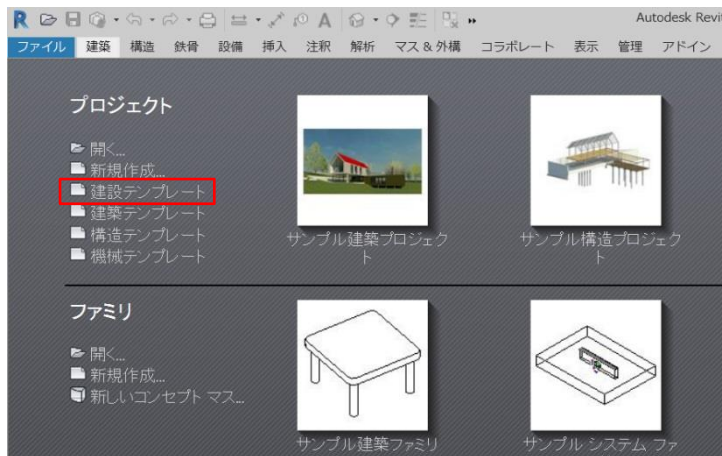 Autodesk Revit
ファイル 建築 構造 鉄骨 設備 挿入 注釈 解析 マス & 外構 コラボレート 表示 管理 アドイン
プロジェクト
開く...
新規作成...
建設テンプレート
建築テンプレート
構造テンプレート
機械テンプレート
サンプル建築プロジェク
ト
サンプル構造プロジェク
ト
ファミリ
開く...
新規作成...
新しいコンセプト マス...
サンプル建築ファミリ
サンプル システム ファ